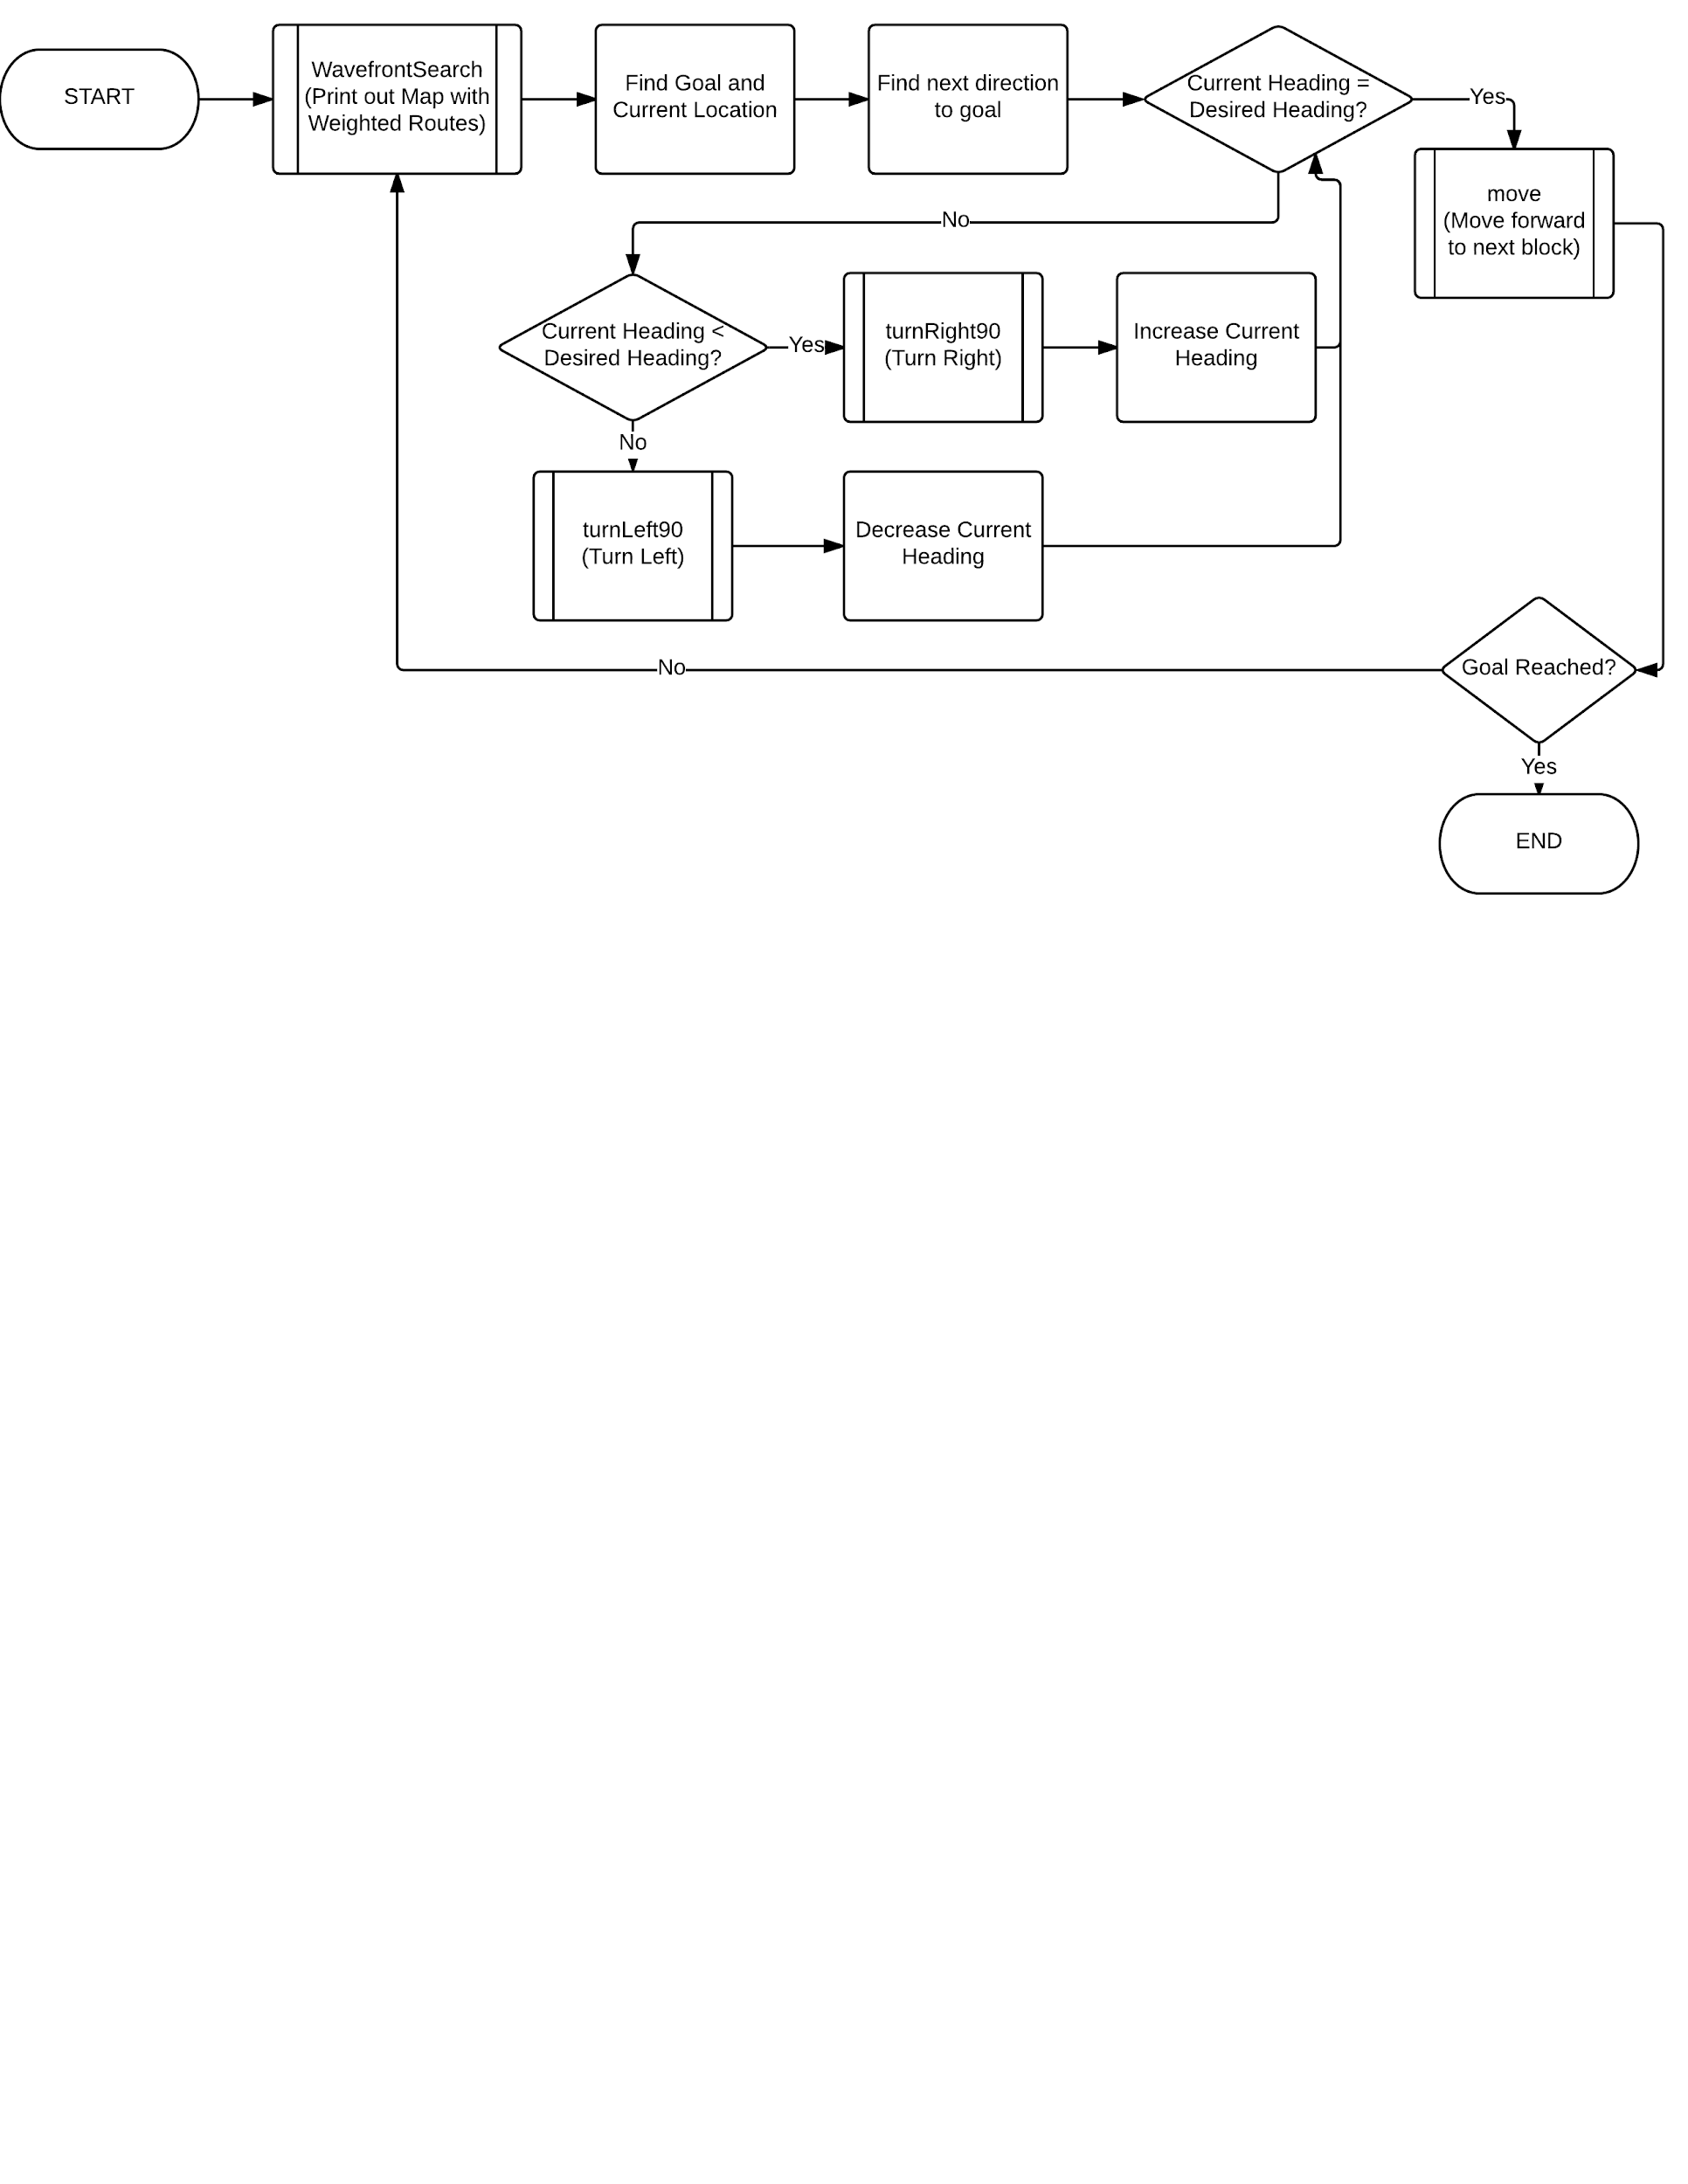 START
WavefrontSearch
(Print out Map with
Weighted Routes)
Find Goal and
Current Location
Find next direction
to goal
Current Heading =
Desired Heading?
Yes
move
(Move forward
to next block)
No
Current Heading <
Desired Heading?
Yes
turnRight90
(Turn Right)
Increase Current
Heading
No
turnLeft90
(Turn Left)
Decrease Current
Heading
No
Goal Reached?
Yes
END